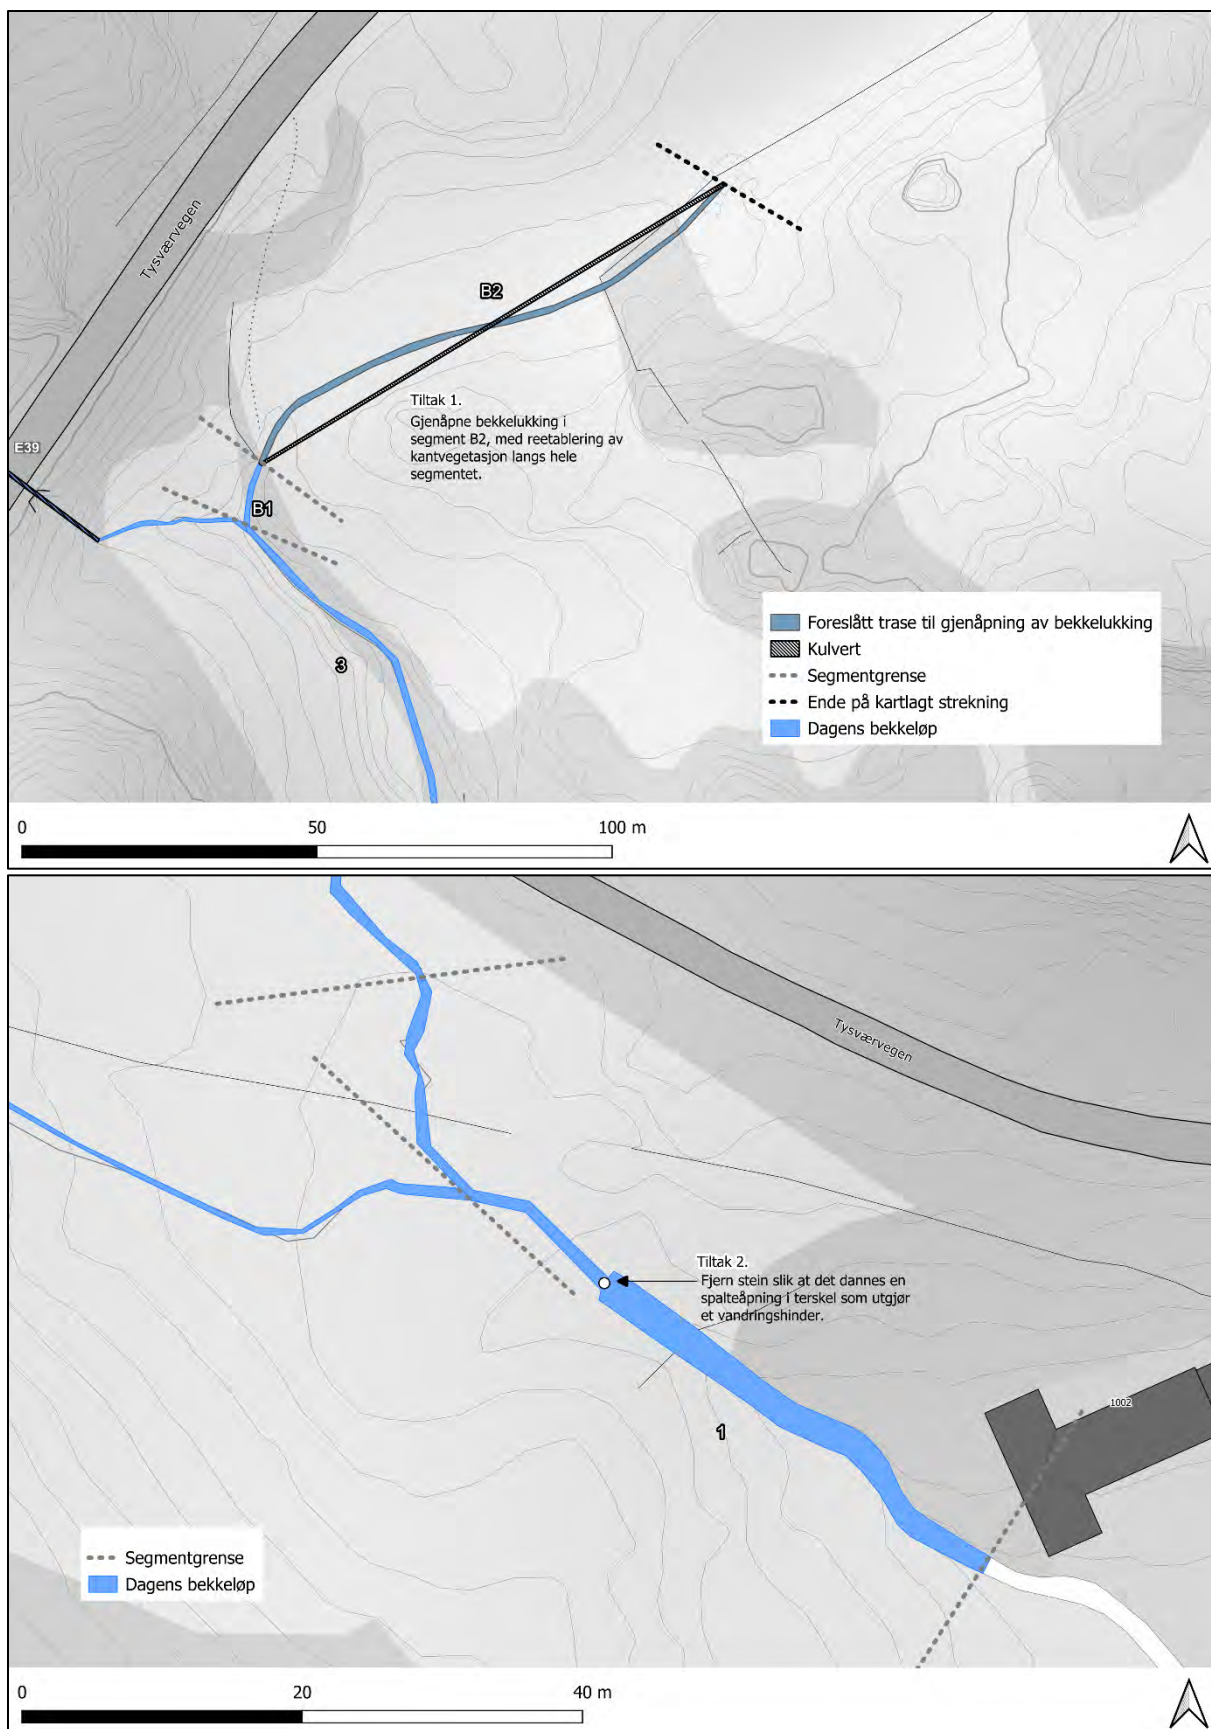 Tysværvegen
B2
Tiltak 1.
Gjenåpne bekkelukking i
segment B2, med reetablering av
kantvegetasjon langs hele
segmentet.
E39
B1
3
Foreslått trase til gjenåpning av bekkelukking
Kulvert
Segmentgrense
Ende på kartlagt strekning
Dagens bekkeløp
0 50 100 m
Tysværvegen
Tiltak 2.
Fjern stein slik at det dannes en
spalteåpning i terskel som utgjør
et vandringshinder.
1002
1
Segmentgrense
Dagens bekkeløp
0 20 40 m